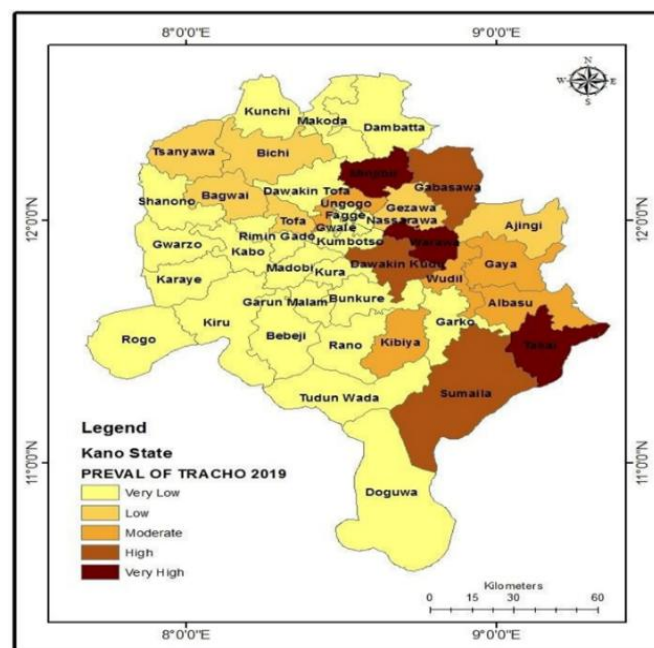 8°0'0"E 9°0'0"E
N
W E
S
Kunchi
Makoda
Dambatta
Tsanyawa
Bichi
Minjibir
Gabasawa
Shanono
Bagwai
Dawakin Tofa
Ungogo
Gezawa
Fagge
Nassarawa
Tofa
Gwale
Ajingi
12°0'0"N 12°0'0"N
Gwarzo
Rimin Gado
Kumbotso
Warawa
Kabo
Dawakin Kudu
Gaya
Karaye
Madobi
Kura
Wudil
Garun Malam
Bunkure
Albasu
Rogo
Kiru
Bebeji
Rano
Kibiya
Garko
Takai
Tudun Wada
Sumaila
Doguwa
11°0'0"N 11°0'0"N
Legend
Kano State
PREVAL OF TRACHO 2019
Very Low
Low
Moderate
High
Very High
Kilometers
0 15 30 60
8°0'0"E 9°0'0"E